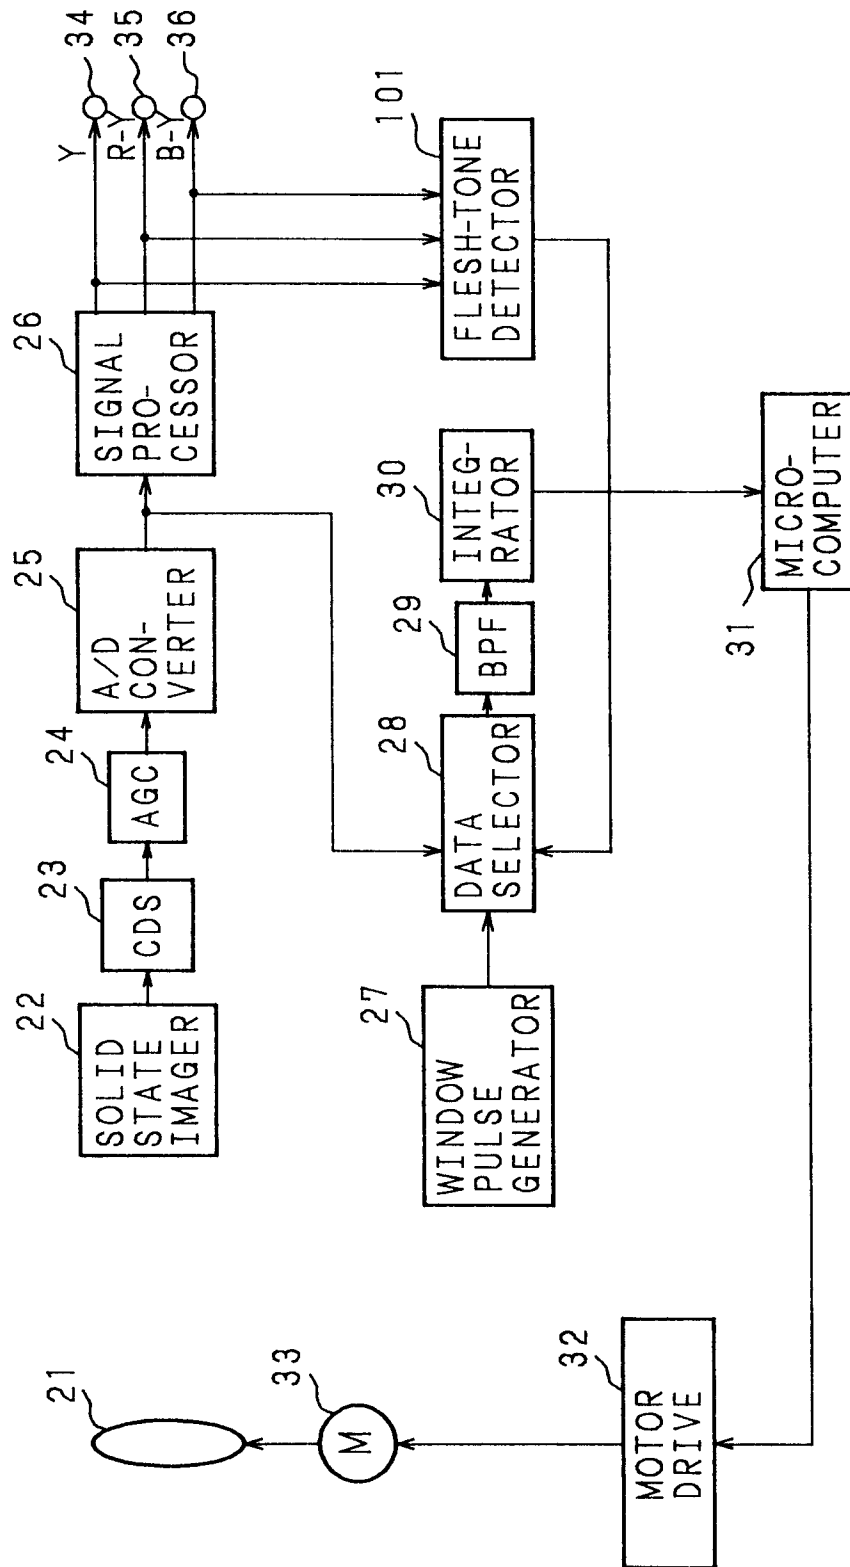 21
22
SOLID
STATE
IMAGER
23
CDS
24
AGC
25
A/D
CON-
VERTER
26
SIGNAL
PRO-
CESSOR
Y
34
R-Y
35
B-Y
36
33
M
27
WINDOW
PULSE
GENERATOR
28
DATA
SELECTOR
29
BPF
30
INTEG-
RATOR
101
FLESH-TONE
DETECTOR
32
MOTOR
DRIVE
31
MICRO-
COMPUTER